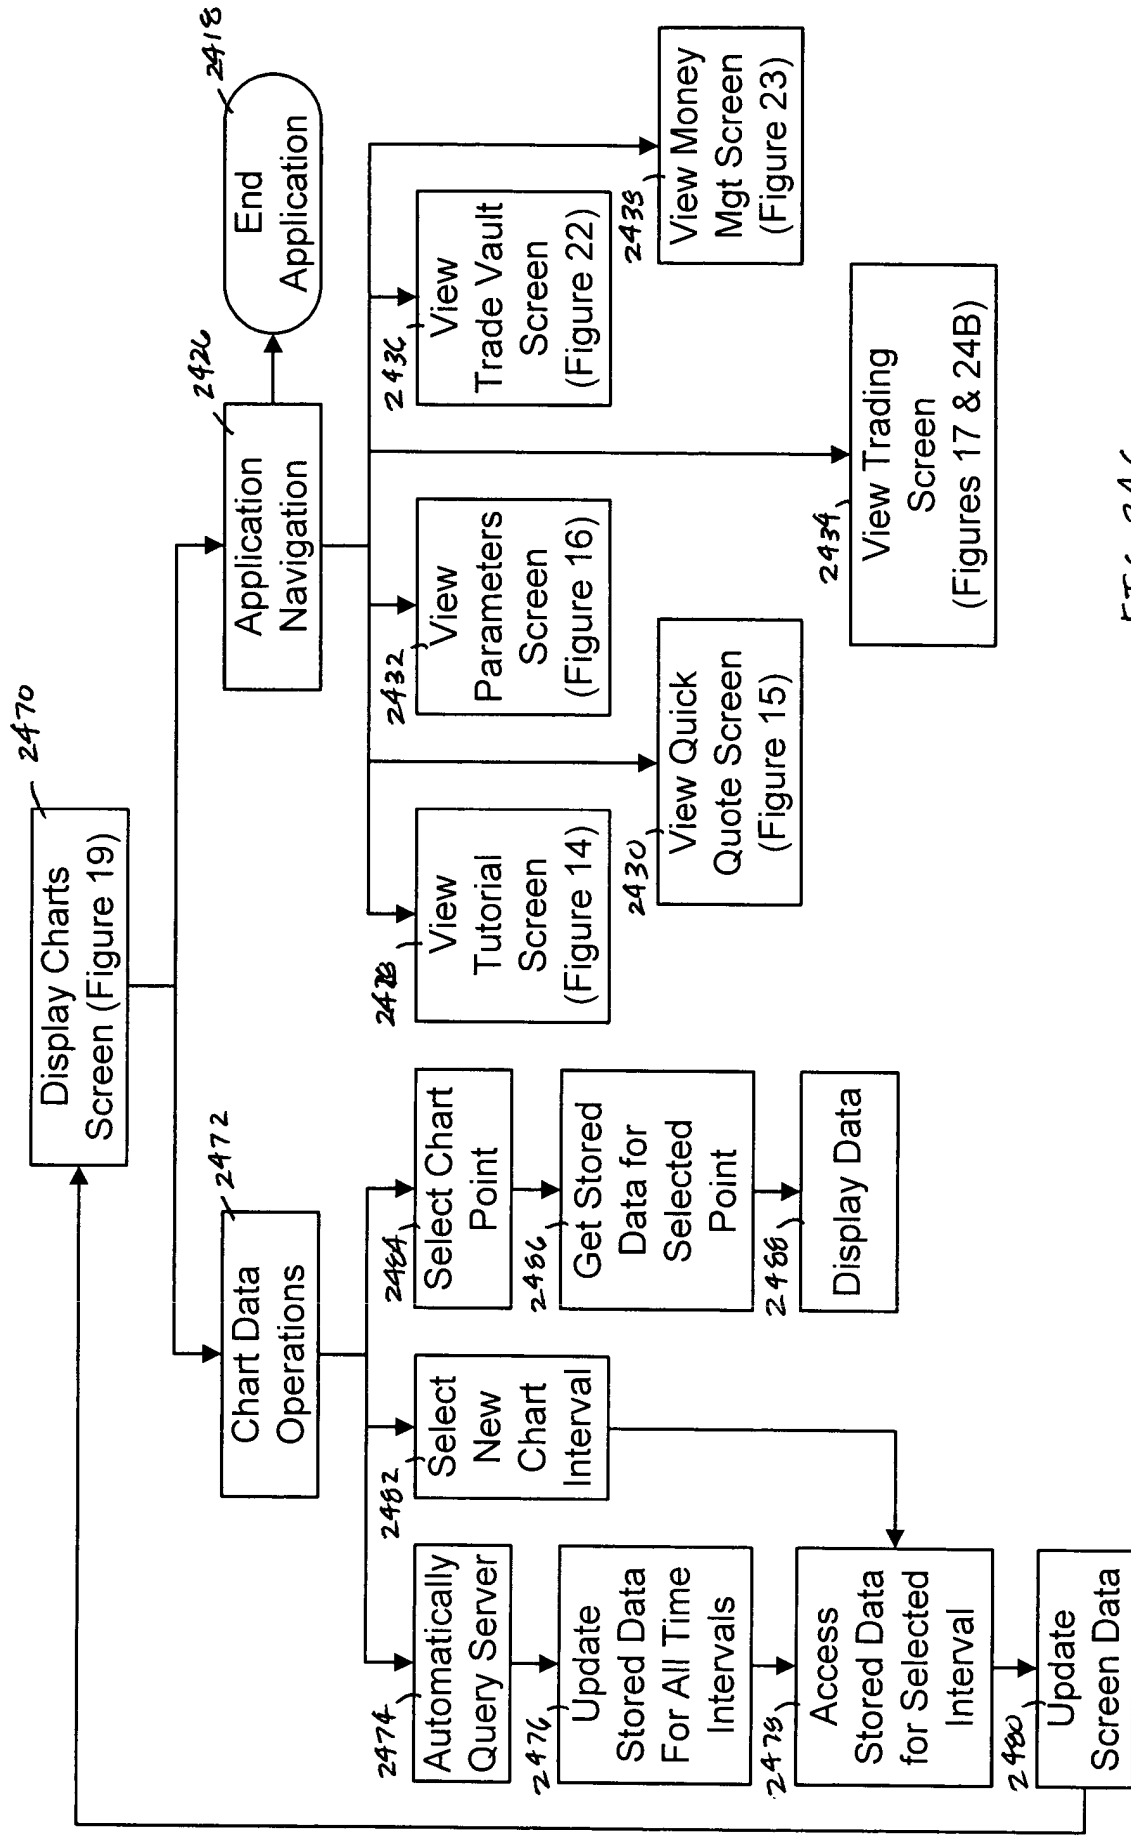 2470
Display Charts
Screen (Figure 19)
2472
Chart Data
Operations
2426
Application
Navigation
2418
End
Application
2474
Automatically
Query Server
2482
Select
New
Chart
Interval
2484
Select Chart
Point
2428
View
Tutorial
Screen
(Figure 14)
2432
View
Parameters
Screen
(Figure 16)
2436
View
Trade Vault
Screen
(Figure 22)
2476
Update
Stored Data
For All Time
Intervals
2486
Get Stored
Data for
Selected
Point
2430
View Quick
Quote Screen
(Figure 15)
2438
View Money
Mgt Screen
(Figure 23)
2478
Access
Stored Data
for Selected
Interval
2488
Display Data
2434
View Trading
Screen
(Figures 17 & 24B)
2480
Update
Screen Data